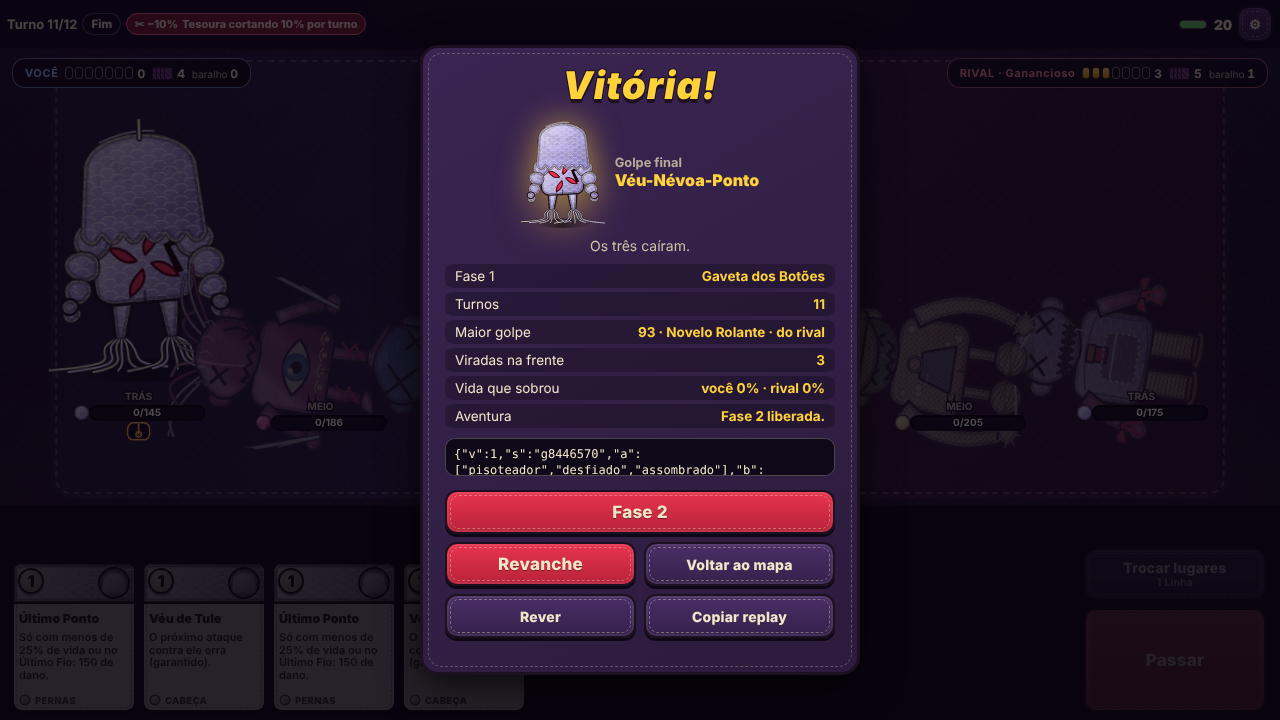 Turno 11/12 Fim ✂ −10% Tesoura cortando 10% por turno
20
VOCÊ 0 4 baralho 0
RIVAL · Ganancioso 3 5 baralho 1
Vitória!
Golpe final
Véu-Névoa-Ponto
Os três caíram.
Fase 1 Gaveta dos Botões
Turnos 11
Maior golpe 93 · Novelo Rolante · do rival
Viradas na frente 3
Vida que sobrou você 0% · rival 0%
Aventura Fase 2 liberada.
{"v":1,"s":"g8446570","a":
["pisoteador","desfiado","assombrado"],"b":
Fase 2
Revanche
Voltar ao mapa
Rever
Copiar replay
TRÁS
0/145
MEIO
0/186
MEIO
0/205
TRÁS
0/175
1
Último Ponto
Só com menos de
25% de vida ou no
Último Fio: 150 de
dano.
PERNAS
1
Véu de Tule
O próximo ataque
contra ele erra
(garantido).
CABEÇA
1
Último Ponto
Só com menos de
25% de vida ou no
Último Fio: 150 de
dano.
PERNAS
CABEÇA
Trocar lugares
1 Linha
Passar